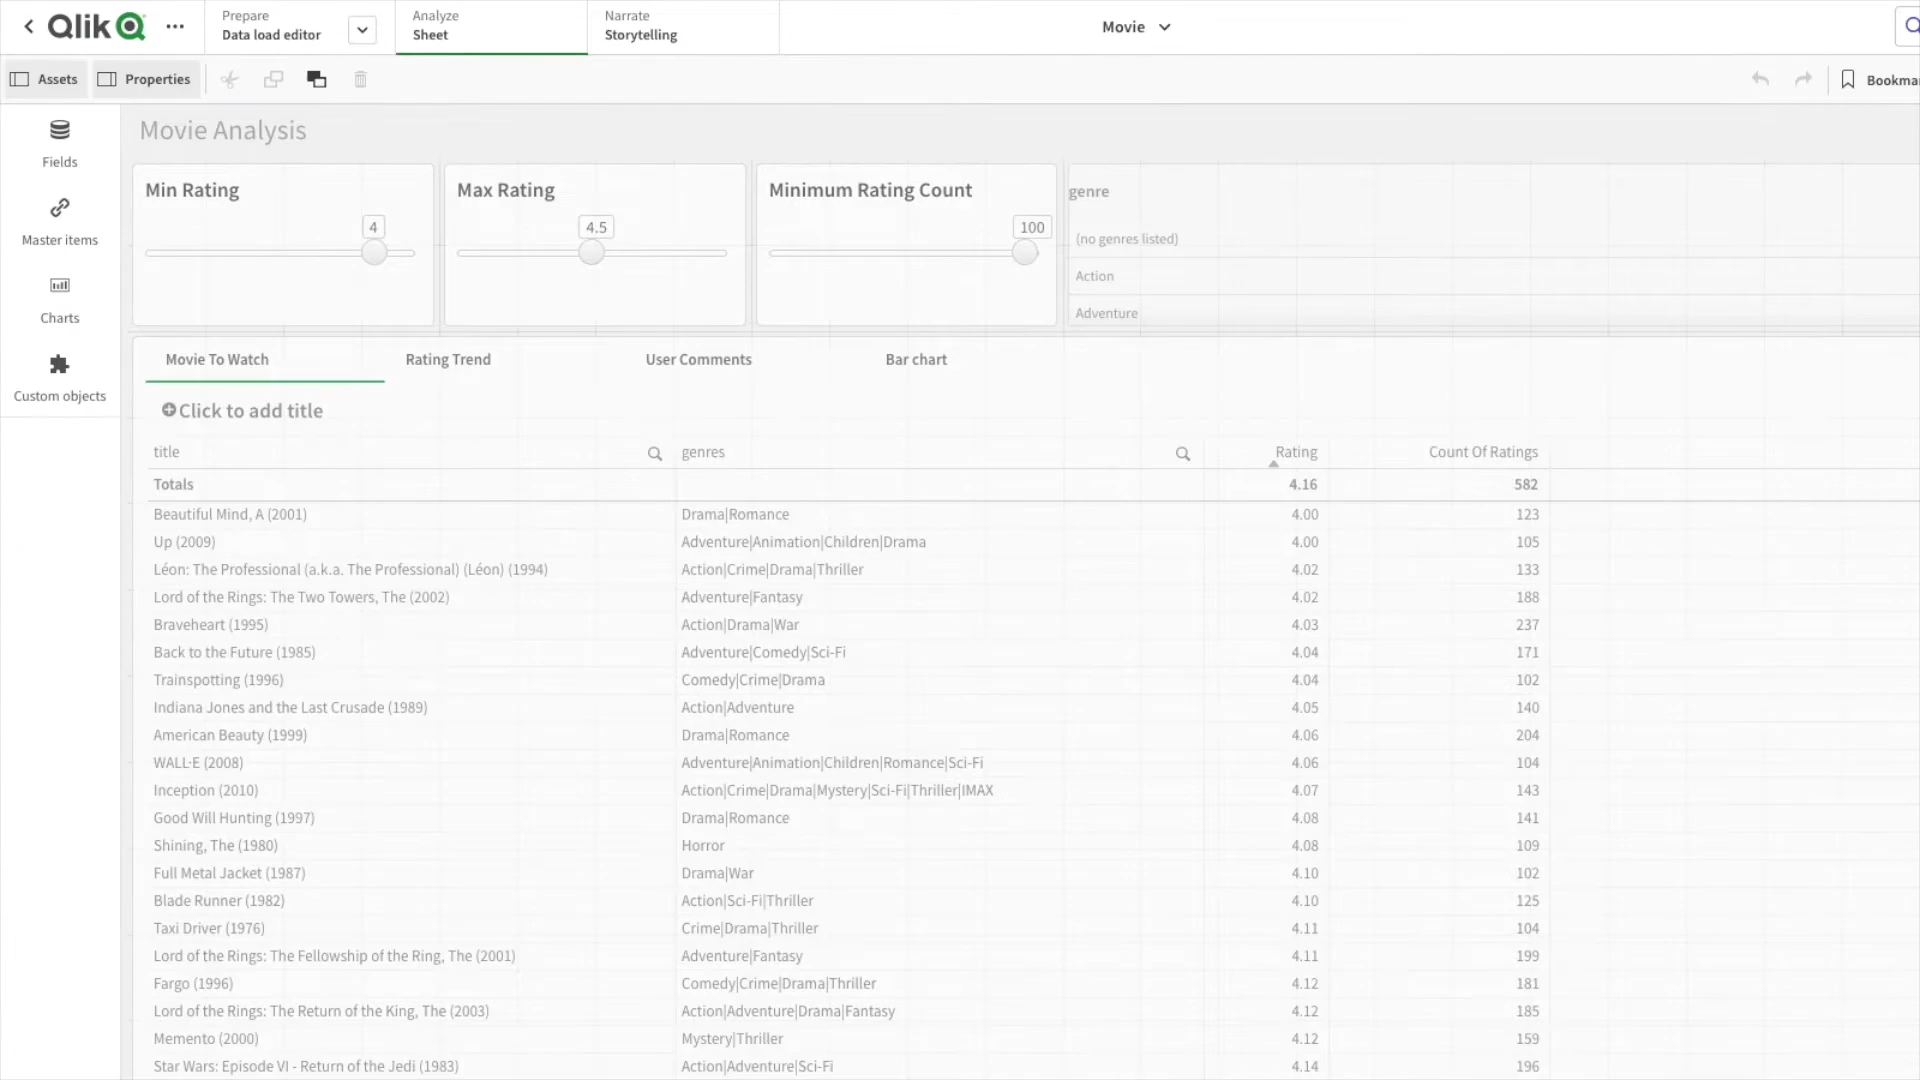 Qlik
Prepare
Data load editor
Analyze
Sheet
Narrate
Storytelling
Movie
Assets
Properties
Fields
Master items
Charts
Custom objects
Movie Analysis
Min Rating
4
Max Rating
4.5
Minimum Rating Count
100
genre
(no genres listed)
Action
Adventure
Movie To Watch Rating Trend User Comments Bar chart
Click to add title
title genres Rating Count Of Ratings
Totals 4.16 582
Beautiful Mind, A (2001) Drama|Romance 4.00 123
Up (2009) Adventure|Animation|Children|Drama 4.00 105
Léon: The Professional (a.k.a. The Professional) (Léon) (1994) Action|Crime|Drama|Thriller 4.02 133
Lord of the Rings: The Two Towers, The (2002) Adventure|Fantasy 4.02 188
Braveheart (1995) Action|Drama|War 4.03 237
Back to the Future (1985) Adventure|Comedy|Sci-Fi 4.04 171
Trainspotting (1996) Comedy|Crime|Drama 4.04 102
Indiana Jones and the Last Crusade (1989) Action|Adventure 4.05 140
American Beauty (1999) Drama|Romance 4.06 204
WALL·E (2008) Adventure|Animation|Children|Romance|Sci-Fi 4.06 104
Inception (2010) Action|Crime|Drama|Mystery|Sci-Fi|Thriller|IMAX 4.07 143
Good Will Hunting (1997) Drama|Romance 4.08 141
Shining, The (1980) Horror 4.08 109
Full Metal Jacket (1987) Drama|War 4.10 102
Blade Runner (1982) Action|Sci-Fi|Thriller 4.10 125
Taxi Driver (1976) Crime|Drama|Thriller 4.11 104
Lord of the Rings: The Fellowship of the Ring, The (2001) Adventure|Fantasy 4.11 199
Fargo (1996) Comedy|Crime|Drama|Thriller 4.12 181
Lord of the Rings: The Return of the King, The (2003) Action|Adventure|Drama|Fantasy 4.12 185
Memento (2000) Mystery|Thriller 4.12 159
Star Wars: Episode VI - Return of the Jedi (1983) Action|Adventure|Sci-Fi 4.14 196